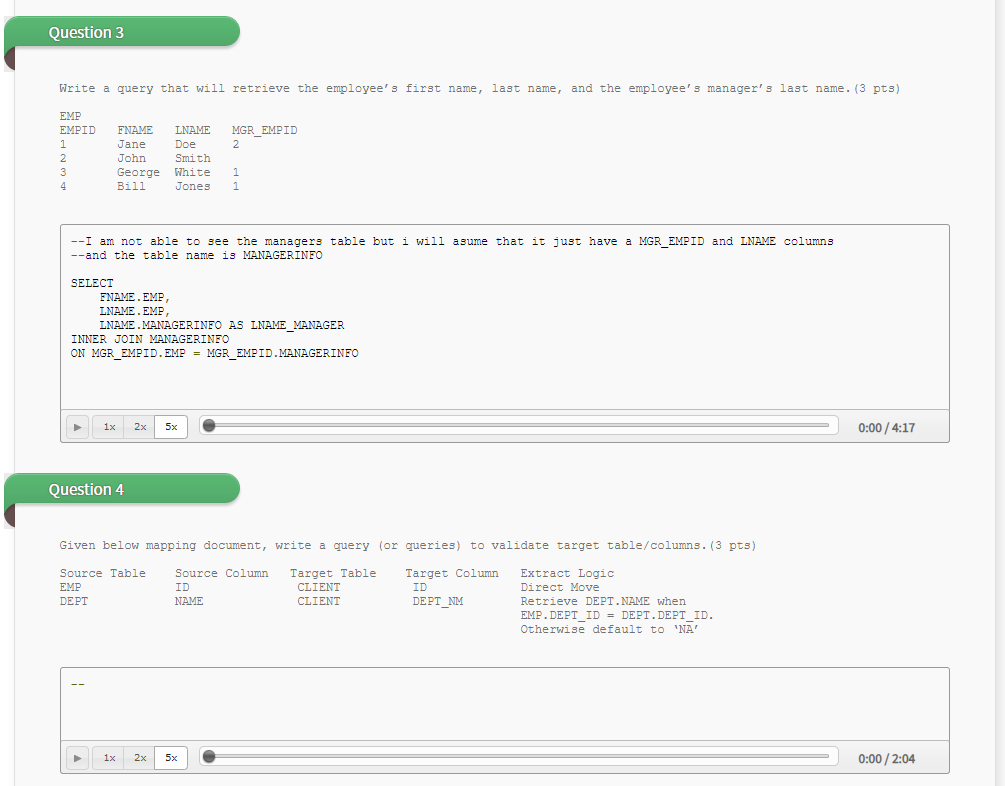 Question 3
Write a query that will retrieve the employee’s first name, last name, and the employee’s manager’s last name.(3 pts)
EMP
EMPID FNAME LNAME MGR_EMPID
1 Jane Doe 2
2 John Smith
3 George White 1
4 Bill Jones 1
--I am not able to see the managers table but i will asume that it just have a MGR_EMPID and LNAME columns
--and the table name is MANAGERINFO
SELECT
FNAME.EMP,
LNAME.EMP,
LNAME.MANAGERINFO AS LNAME_MANAGER
INNER JOIN MANAGERINFO
ON MGR_EMPID.EMP = MGR_EMPID.MANAGERINFO
1x 2x 5x 0:00 / 4:17
Question 4
Given below mapping document, write a query (or queries) to validate target table/columns.(3 pts)
Source Table Source Column Target Table Target Column Extract Logic
EMP ID CLIENT ID Direct Move
DEPT NAME CLIENT DEPT_NM Retrieve DEPT.NAME when
EMP.DEPT_ID = DEPT.DEPT_ID.
Otherwise default to ‘NA’
--
1x 2x 5x 0:00 / 2:04